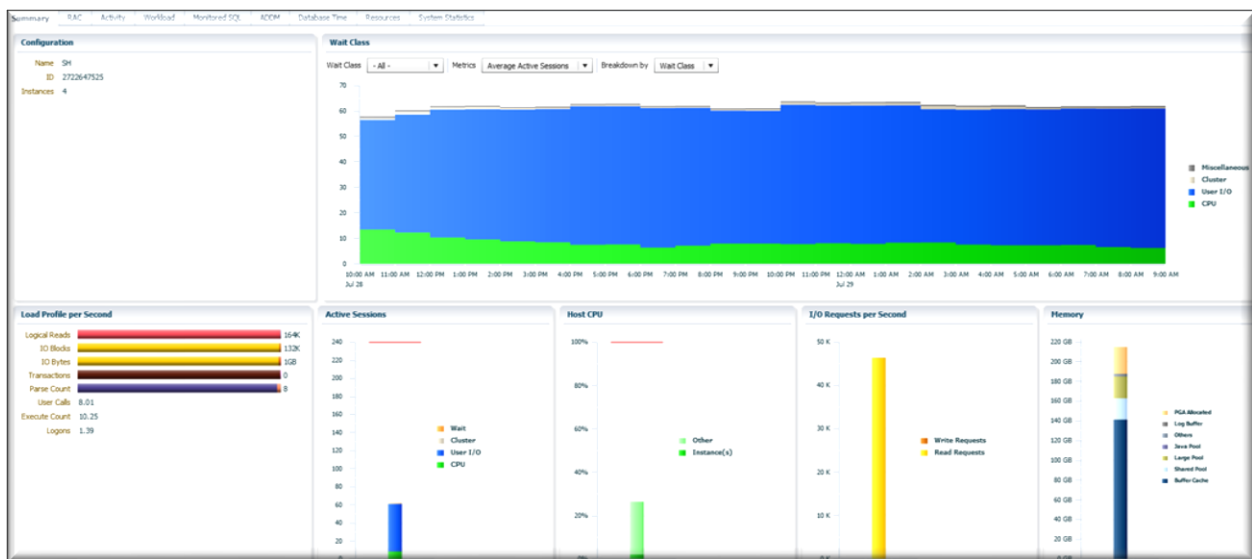 Summary RAC Activity Workload Monitored SQL ADDM Database Time Resources System Statistics
Configuration
Name SH
ID 2722647525
Instances 4
Wait Class
Wait Class - All - Metrics Average Active Sessions Breakdown by Wait Class
70
60
50
40
30
20
10
0
10:00 AM 11:00 AM 12:00 PM 1:00 PM 2:00 PM 3:00 PM 4:00 PM 5:00 PM 6:00 PM 7:00 PM 8:00 PM 9:00 PM 10:00 PM 11:00 PM 12:00 AM 1:00 AM 2:00 AM 3:00 AM 4:00 AM 5:00 AM 6:00 AM 7:00 AM 8:00 AM 9:00 AM
Jul 28 Jul 29
Miscellaneous
Cluster
User I/O
CPU
Load Profile per Second
Logical Reads 164K
IO Blocks 132K
IO Bytes 1GB
Transactions 0
Parse Count 8
User Calls 8.01
Execute Count 10.25
Logons 1.39
Active Sessions
240
220
200
180
160
140
120
100
80
60
40
20
0
Wait
Cluster
User I/O
CPU
Host CPU
100%
80%
60%
40%
20%
0%
Other
Instance(s)
I/O Requests per Second
50 K
40 K
30 K
20 K
10 K
0 K
Write Requests
Read Requests
Memory
220 GB
200 GB
180 GB
160 GB
140 GB
120 GB
100 GB
80 GB
60 GB
40 GB
20 GB
0 GB
PGA Allocated
Log Buffer
Others
Java Pool
Large Pool
Shared Pool
Buffer Cache